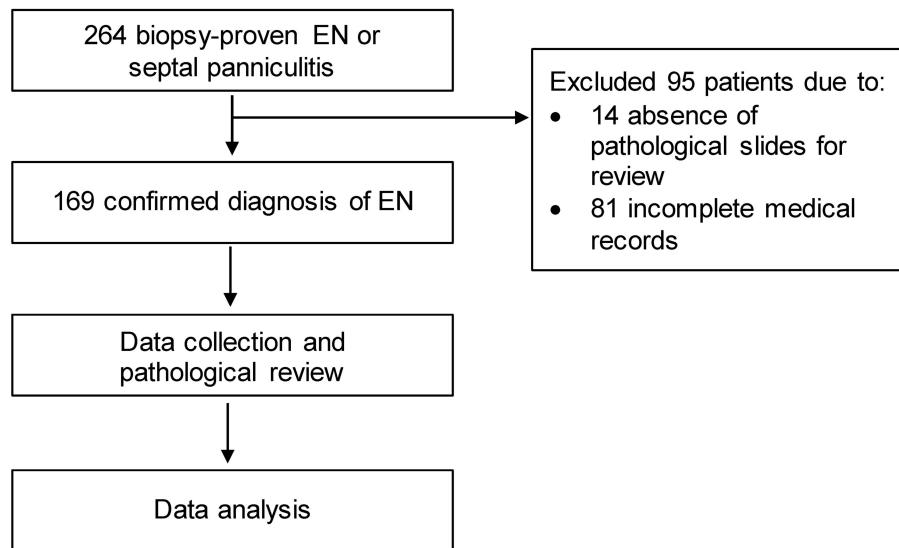 264 biopsy-proven EN or
septal panniculitis
Excluded 95 patients due to:
• 14 absence of
pathological slides for
review
• 81 incomplete medical
records
169 confirmed diagnosis of EN
Data collection and
pathological review
Data analysis